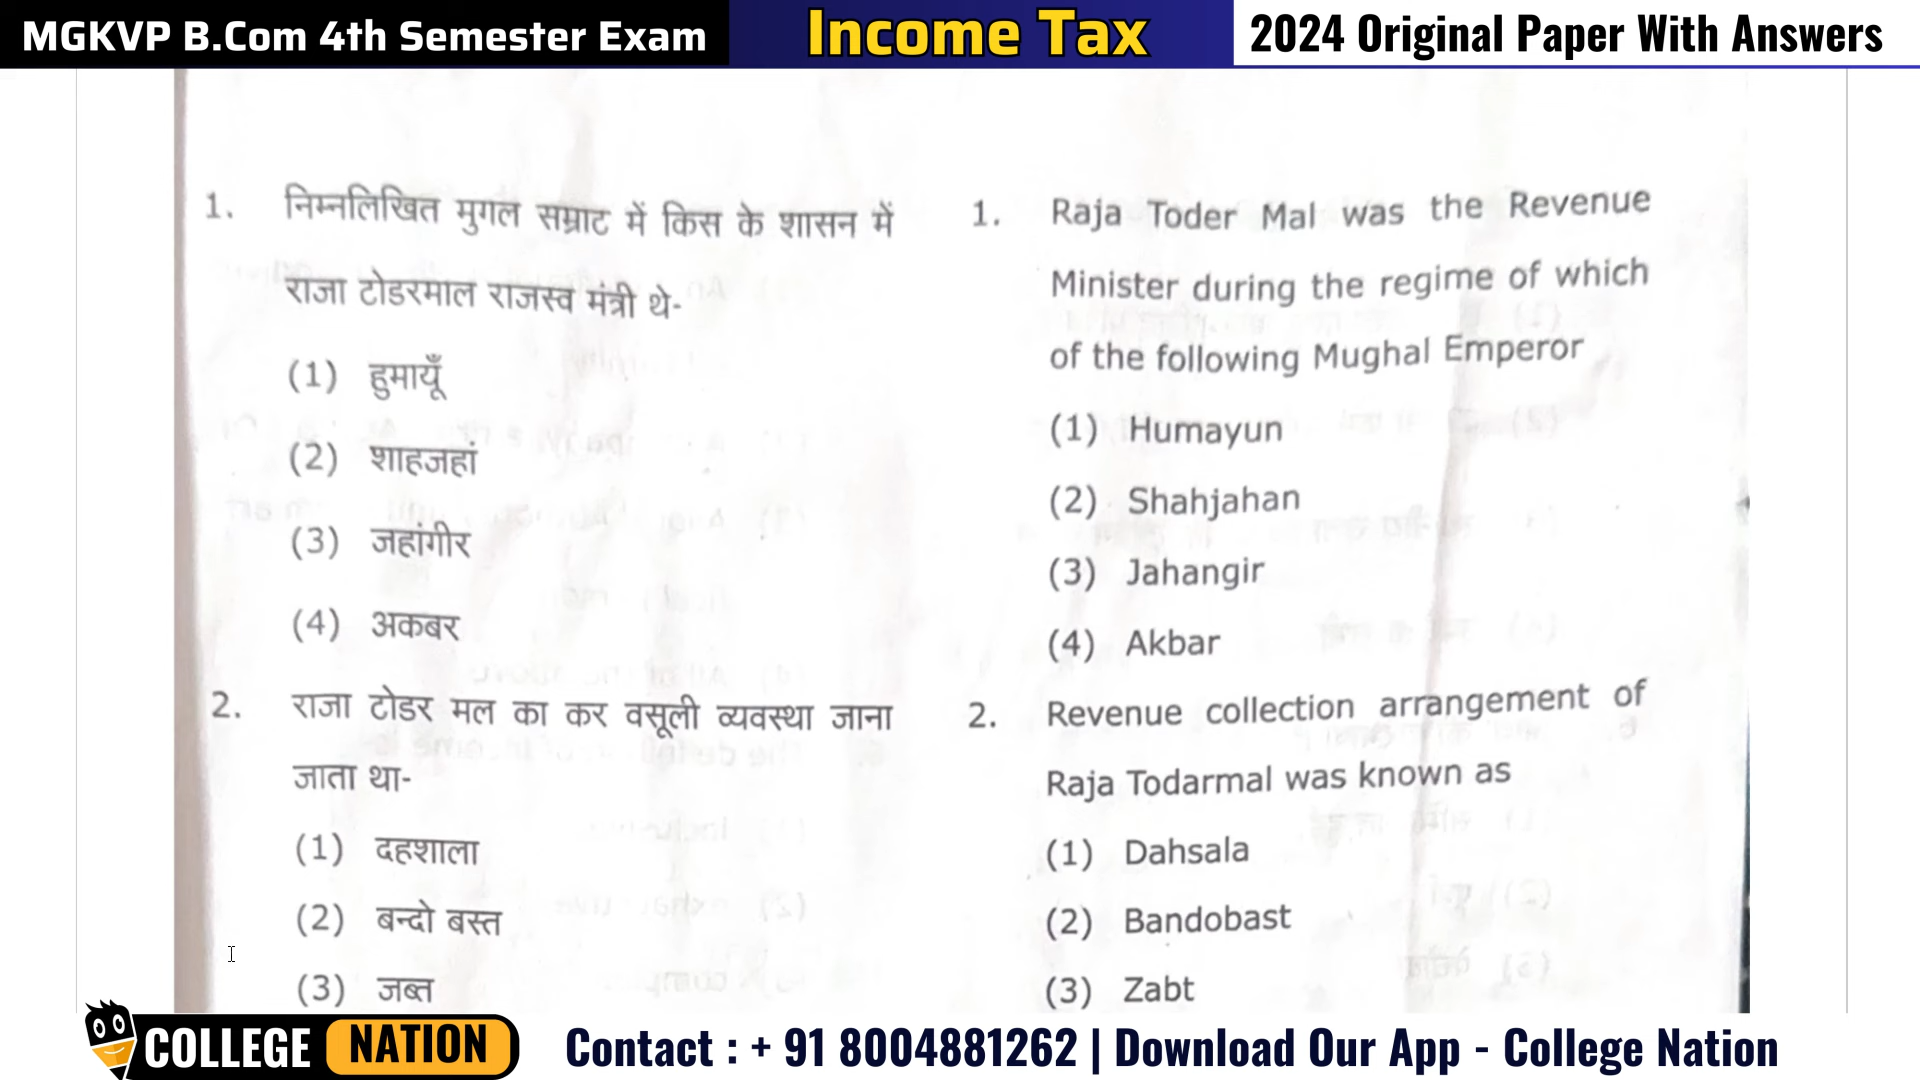 MGKVP B.Com 4th Semester Exam
Income Tax
2024 Original Paper With Answers
1. निम्नलिखित मुगल सम्राट में किस के शासन में
राजा टोडरमाल राजस्व मंत्री थे-
(1) हुमायूँ
(2) शाहजहां
(3) जहांगीर
(4) अकबर
2. राजा टोडर मल का कर वसूली व्यवस्था जाना
जाता था-
(1) दहशाला
(2) बन्दो बस्त
(3) जब्त
1. Raja Toder Mal was the Revenue
Minister during the regime of which
of the following Mughal Emperor
(1) Humayun
(2) Shahjahan
(3) Jahangir
(4) Akbar
2. Revenue collection arrangement of
Raja Todarmal was known as
(1) Dahsala
(2) Bandobast
(3) Zabt
COLLEGE NATION
Contact : + 91 8004881262 | Download Our App - College Nation